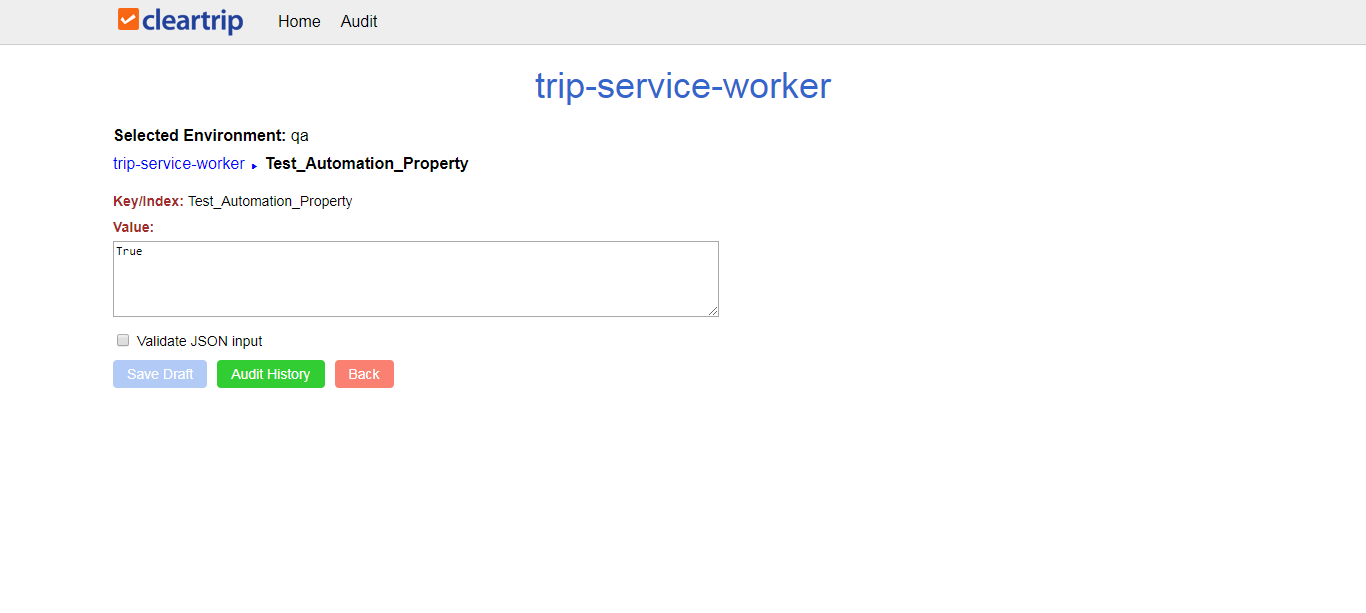 cleartrip Home Audit
trip-service-worker
Selected Environment: qa
trip-service-worker ▸ Test_Automation_Property
Key/Index: Test_Automation_Property
Value:
True
Validate JSON input
Save Draft Audit History Back